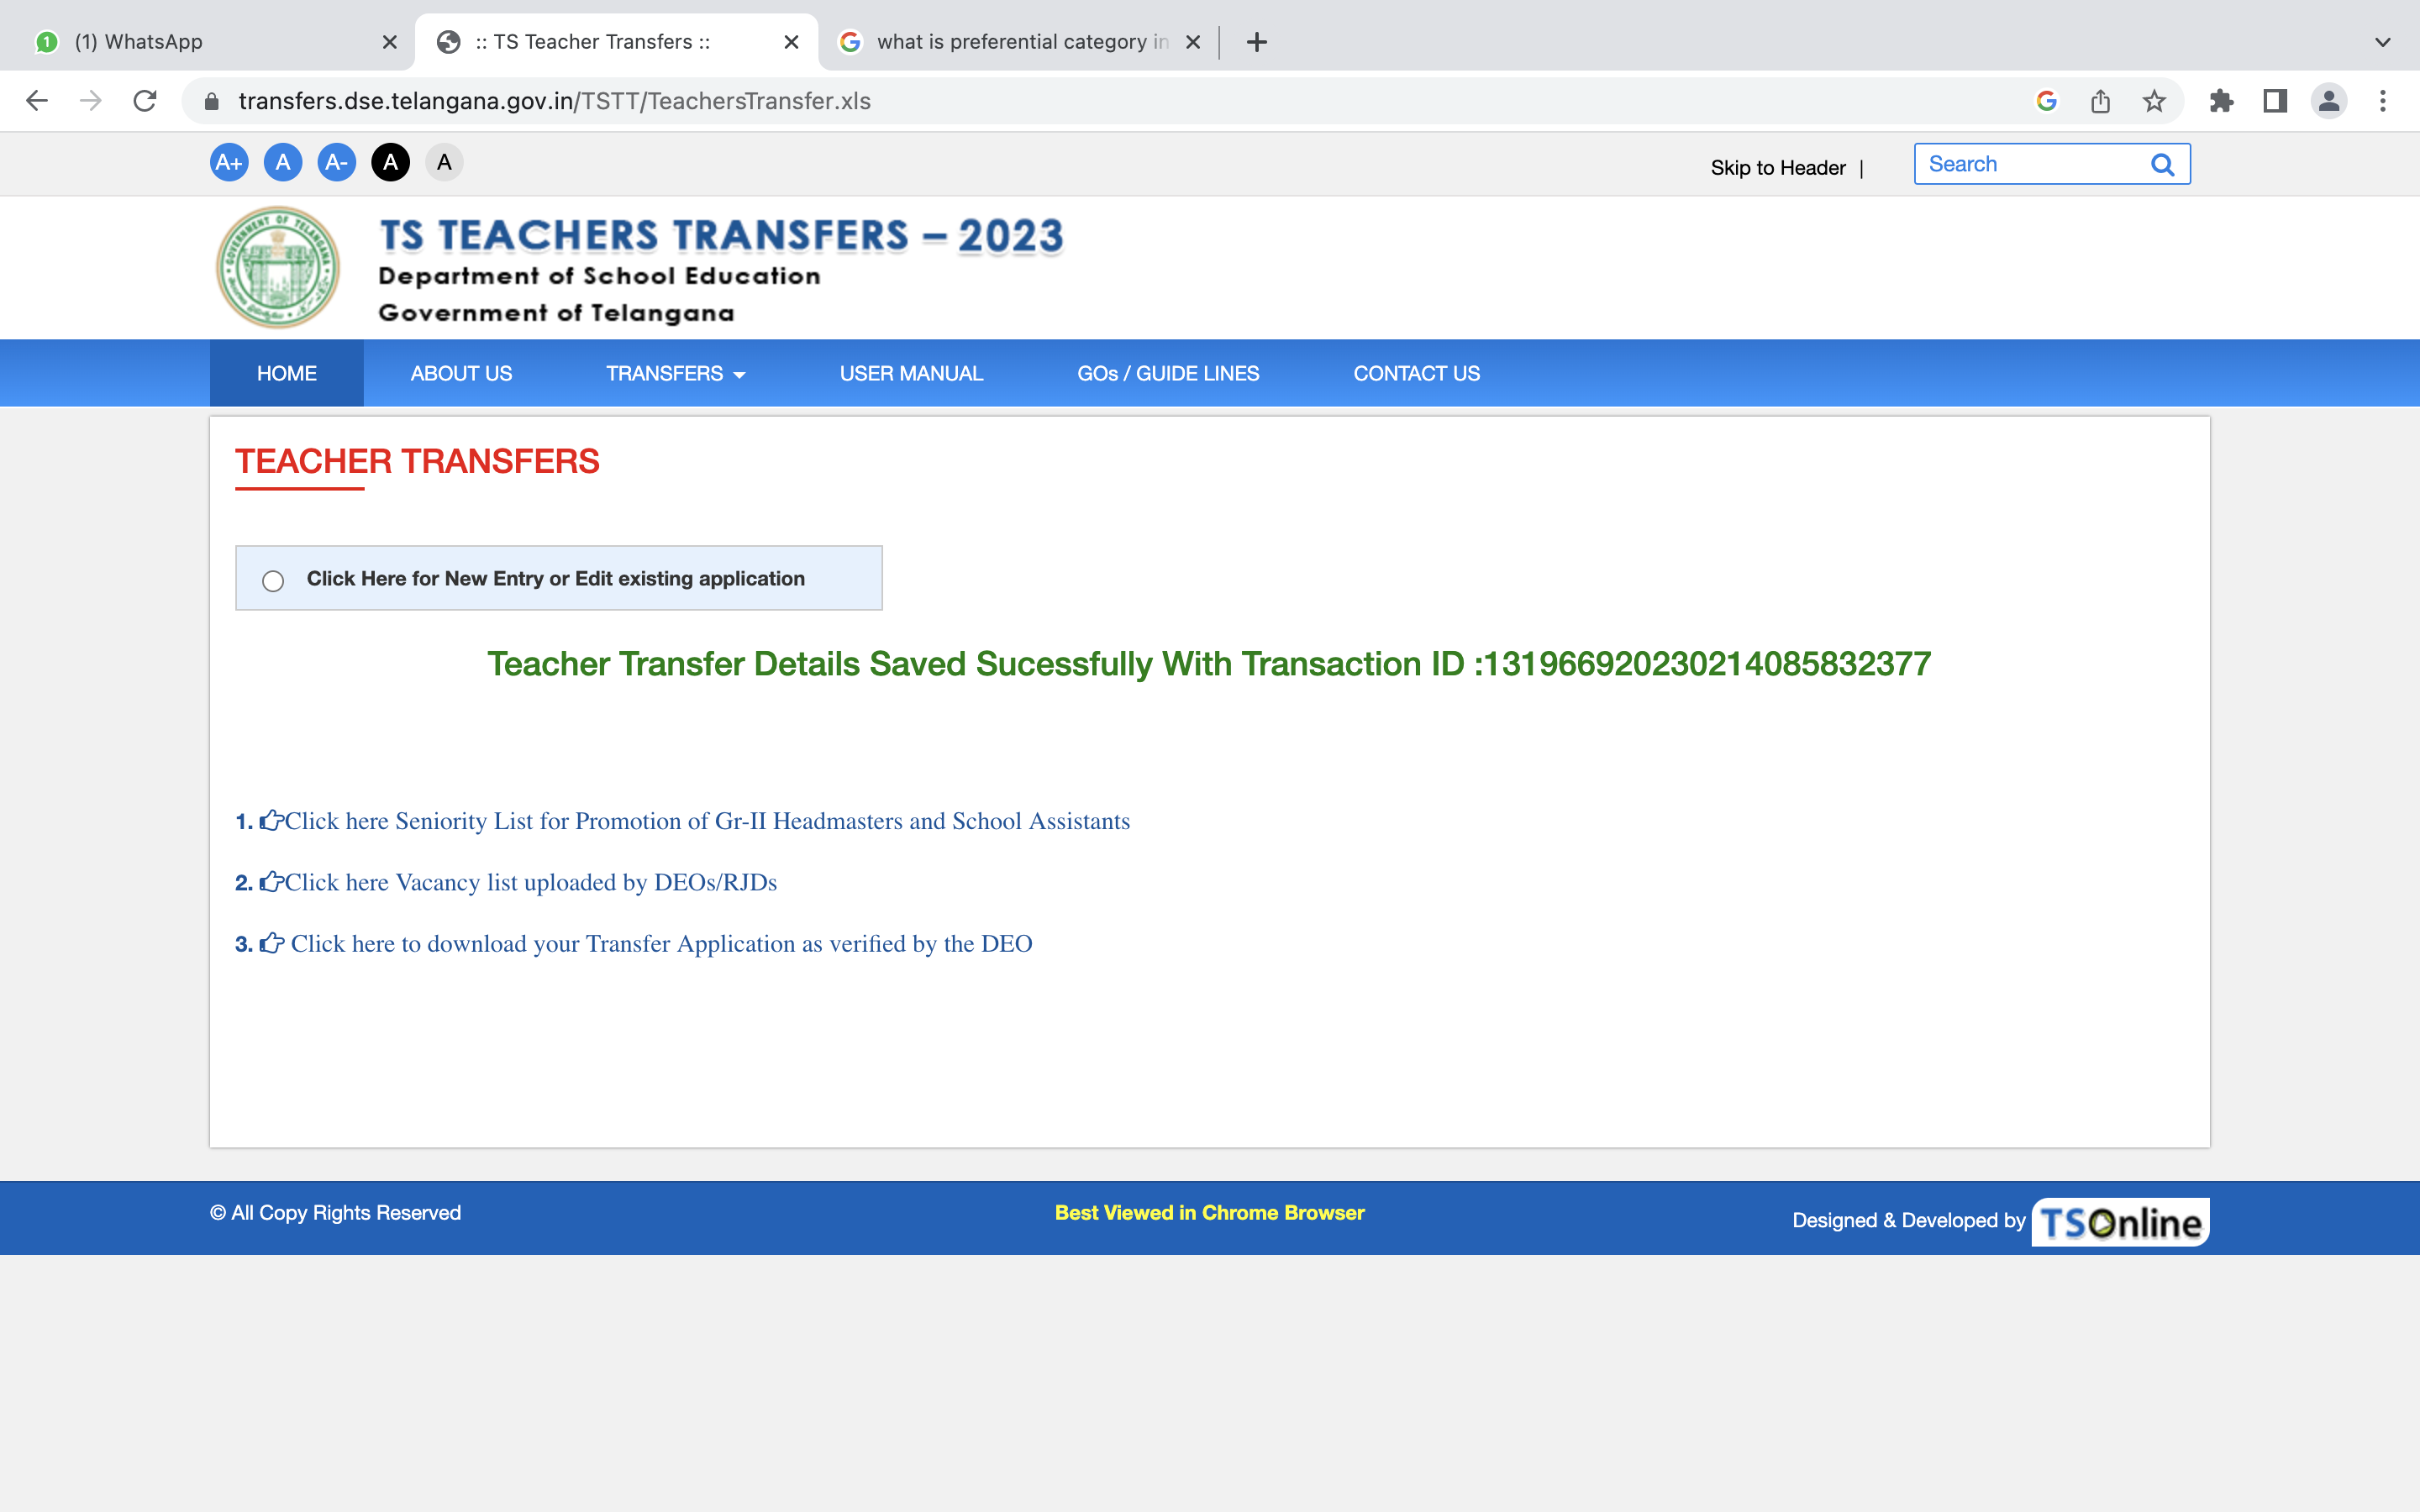 1 (1) WhatsApp
:: TS Teacher Transfers ::
what is preferential category in
transfers.dse.telangana.gov.in/TSTT/TeachersTransfer.xls
A+ A A- A A
Skip to Header |
Search
TS TEACHERS TRANSFERS – 2023
Department of School Education
Government of Telangana
HOME ABOUT US TRANSFERS USER MANUAL GOs / GUIDE LINES CONTACT US
TEACHER TRANSFERS
Click Here for New Entry or Edit existing application
Teacher Transfer Details Saved Sucessfully With Transaction ID :131966920230214085832377
1. Click here Seniority List for Promotion of Gr-II Headmasters and School Assistants
2. Click here Vacancy list uploaded by DEOs/RJDs
3. Click here to download your Transfer Application as verified by the DEO
© All Copy Rights Reserved
Best Viewed in Chrome Browser
Designed & Developed by TSOnline